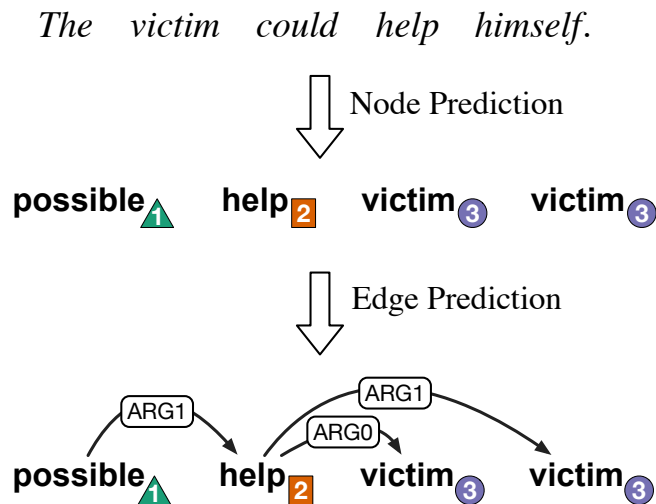 The victim could help himself.
Node Prediction
possible 1 help 2 victim 3 victim 3
Edge Prediction
ARG1
ARG1
ARG0
possible 1 help 2 victim 3 victim 3